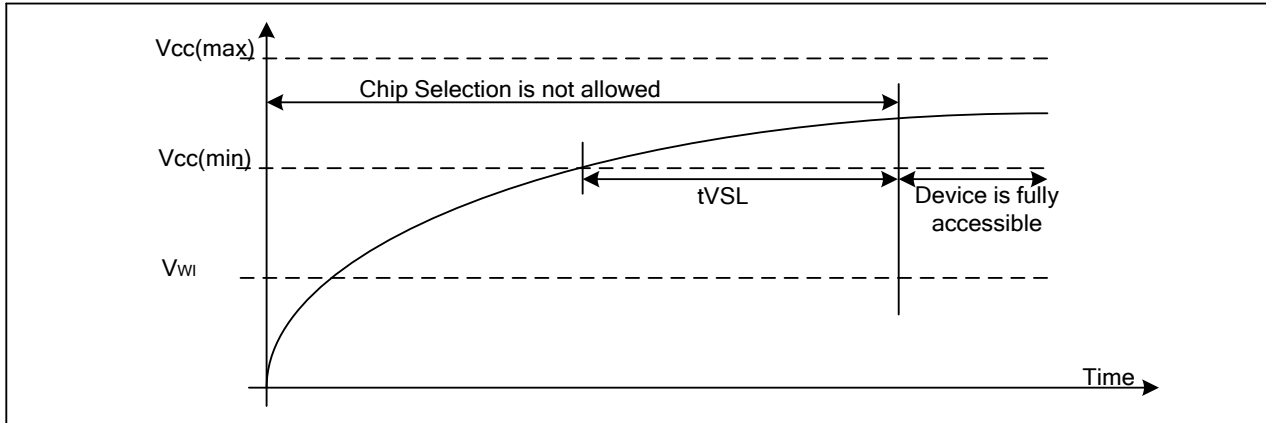 Vcc(max)
Chip Selection is not allowed
Vcc(min)
tVSL
Device is fully
accessible
VWI
Time